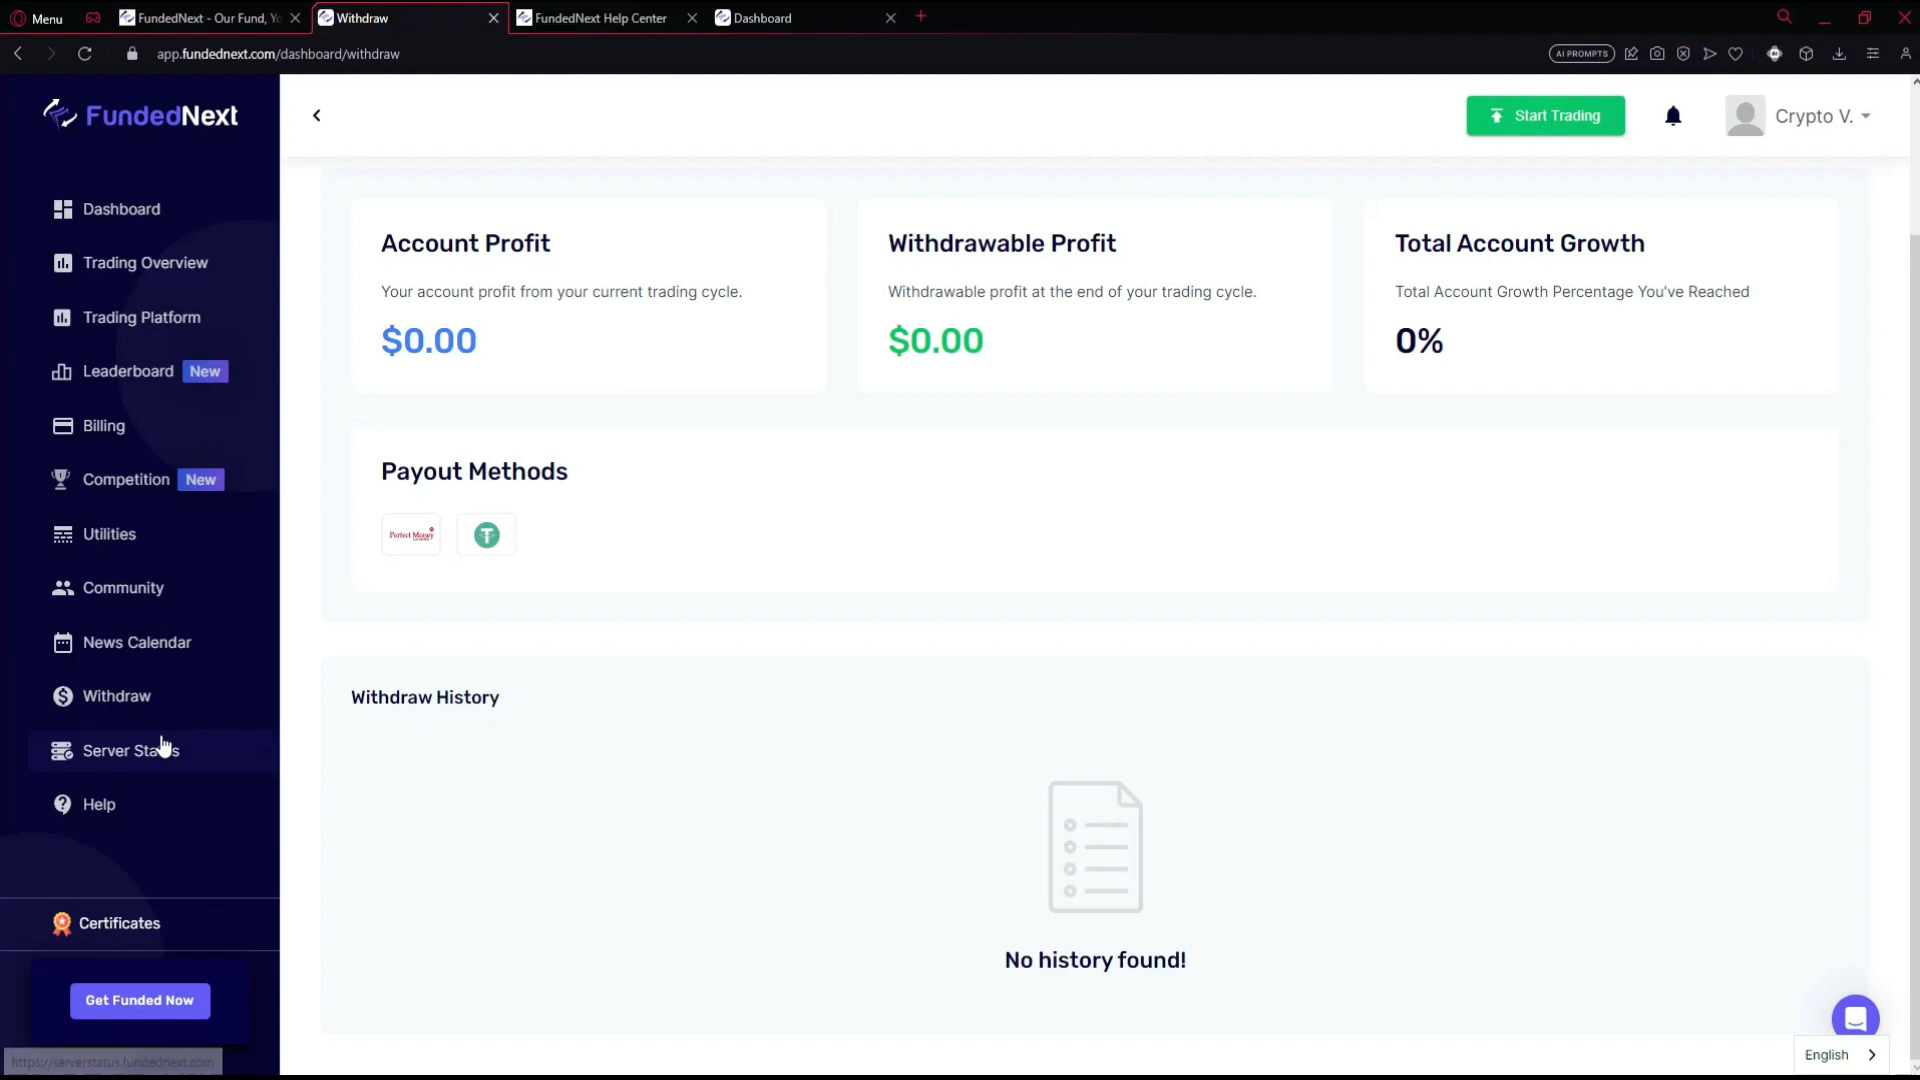 Menu
FundedNext - Our Fund, Yo
Withdraw
FundedNext Help Center
Dashboard
app.fundednext.com/dashboard/withdraw
AI PROMPTS
FundedNext
Start Trading
Crypto V.
Dashboard
Trading Overview
Trading Platform
Leaderboard New
Billing
Competition New
Utilities
Community
News Calendar
Withdraw
Server Status
Help
Certificates
Get Funded Now
https://serverstatus.fundednext.com
Account Profit
Your account profit from your current trading cycle.
$0.00
Withdrawable Profit
Withdrawable profit at the end of your trading cycle.
$0.00
Total Account Growth
Total Account Growth Percentage You've Reached
0%
Payout Methods
Perfect Money
Withdraw History
No history found!
English